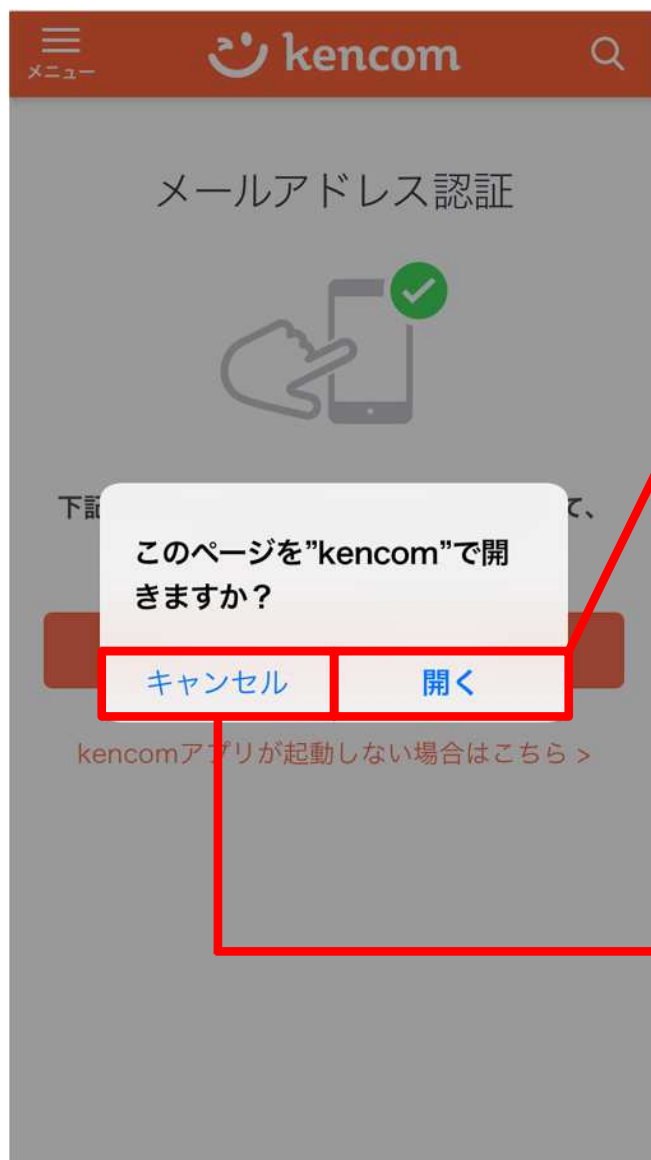 メニュー
kencom
メールアドレス認証
下記
て、
このページを”kencom”で開
きますか？
キャンセル
開く
kencomアプリが起動しない場合はこちら >